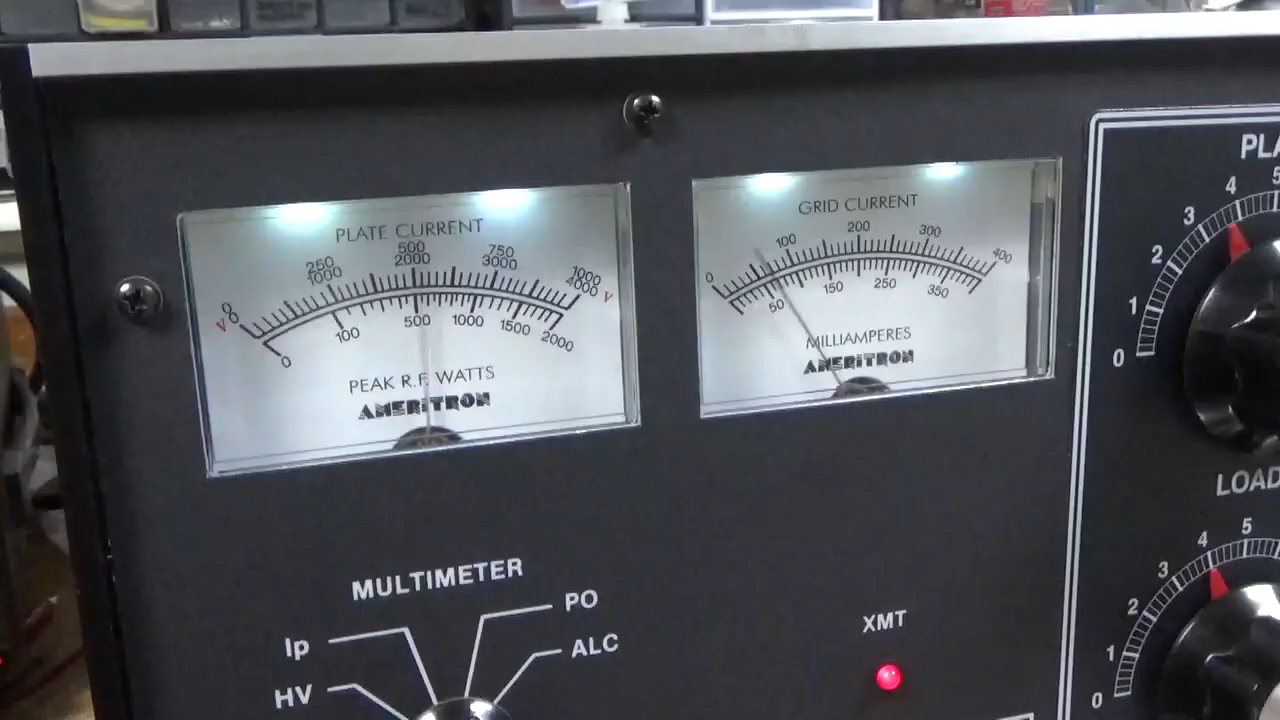 PLATE CURRENT
500
250 750 1000
1000 2000 3000 4000
0
0
V V
0 100 500 1000 1500 2000
PEAK R.F. WATTS
AMERITRON
GRID CURRENT
0 100 200 300 400
50 150 250 350
MILLIAMPERES
AMERITRON
PLA
0 1 2 3 4 5
LOAD
0 1 2 3 4 5
MULTIMETER
HV Ip PO ALC
XMT